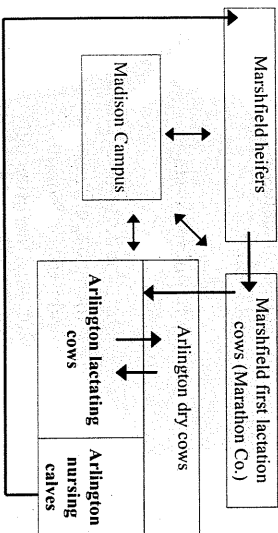 Marshfield heifers
Marshfield first lactation
cows (Marathon Co.)
Arlington dry cows
Madison Campus
Arlington lactating
cows
Arlington
nursing
calves